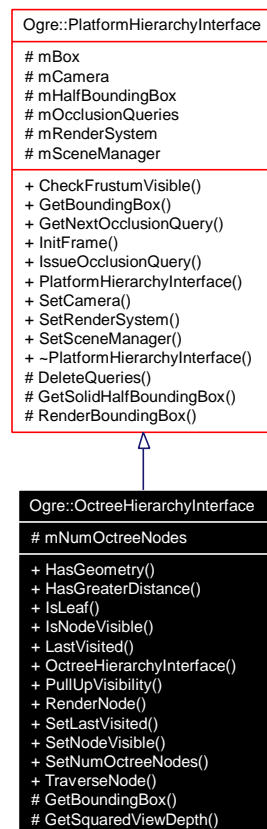 Ogre::PlatformHierarchyInterface
# mBox
# mCamera
# mHalfBoundingBox
# mOcclusionQueries
# mRenderSystem
# mSceneManager
+ CheckFrustumVisible()
+ GetBoundingBox()
+ GetNextOcclusionQuery()
+ InitFrame()
+ IssueOcclusionQuery()
+ PlatformHierarchyInterface()
+ SetCamera()
+ SetRenderSystem()
+ SetSceneManager()
+ ~PlatformHierarchyInterface()
# DeleteQueries()
# GetSolidHalfBoundingBox()
# RenderBoundingBox()
Ogre::OctreeHierarchyInterface
# mNumOctreeNodes
+ HasGeometry()
+ HasGreaterDistance()
+ IsLeaf()
+ IsNodeVisible()
+ LastVisited()
+ OctreeHierarchyInterface()
+ PullUpVisibility()
+ RenderNode()
+ SetLastVisited()
+ SetNodeVisible()
+ SetNumOctreeNodes()
+ TraverseNode()
# GetBoundingBox()
# GetSquaredViewDepth()